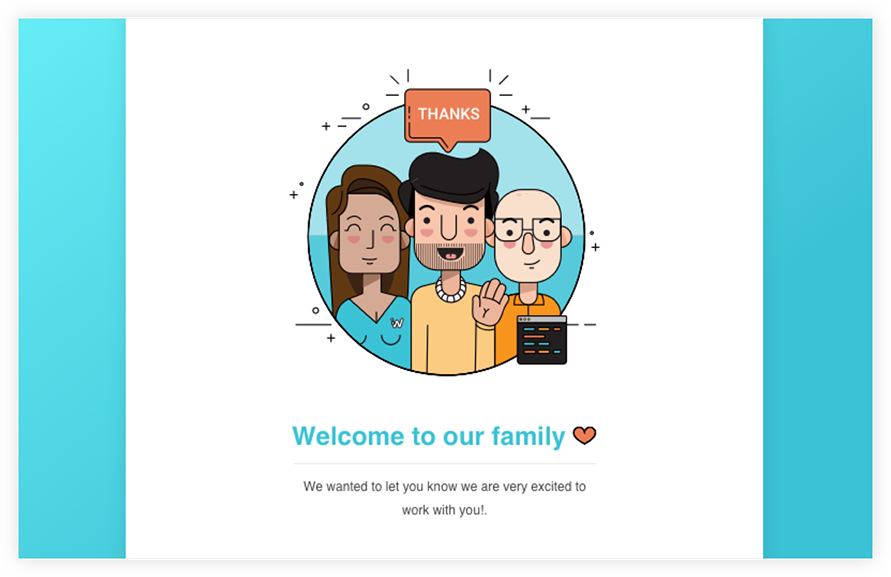 THANKS
W
Welcome to our family
We wanted to let you know we are very excited to
work with you!.